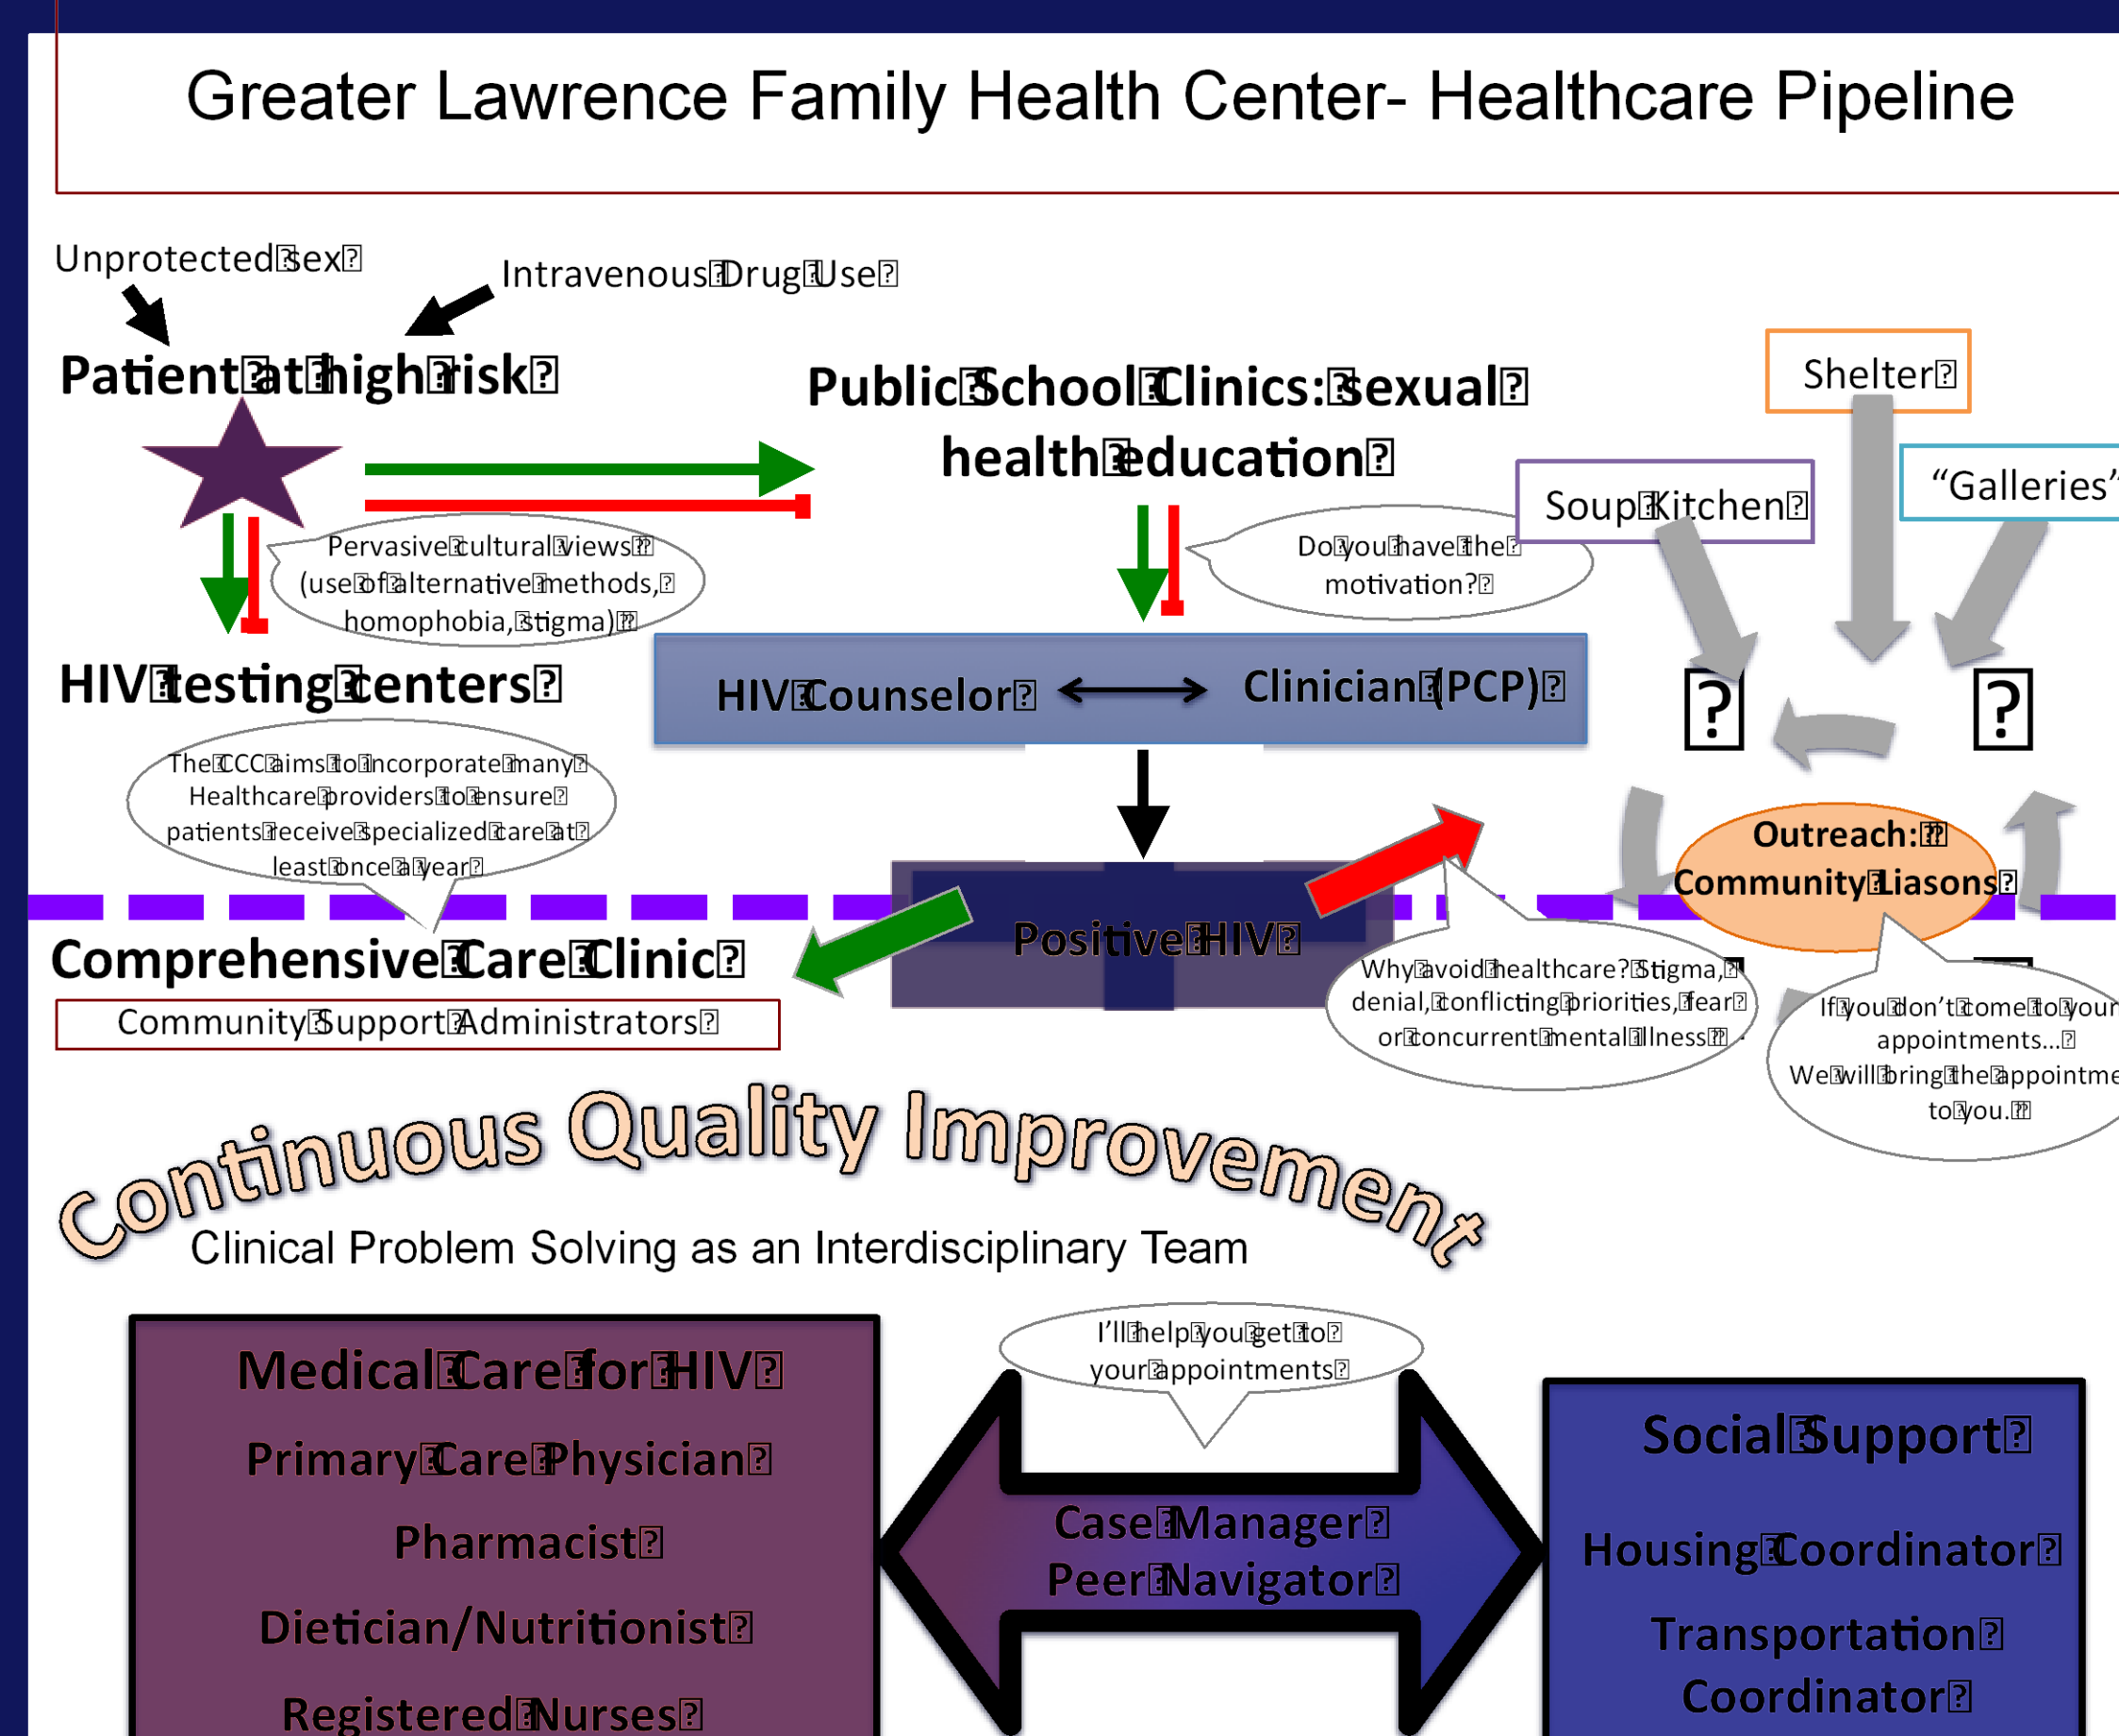 Greater Lawrence Family Health Center- Healthcare Pipeline
Unprotected sex
Intravenous Drug Use
Patient at high risk
Public School Clinics: sexual
health education
Shelter
Soup Kitchen
“Galleries”
Pervasive cultural views
(use of alternative methods,
homophobia, stigma)
Do you have the
motivation?
HIV testing centers
HIV Counselor
Clinician (PCP)
The CCC aims to incorporate many
Healthcare providers to ensure
patients receive specialized care at
least once a year
Outreach:
Community Liasons
Positive HIV
Comprehensive Care Clinic
Community Support Administrators
Why avoid healthcare? Stigma,
denial, conflicting priorities, fear
or concurrent mental illness
If you don’t come to your
appointments...
We will bring the appointme
to you.
Continuous Quality Improvement
Clinical Problem Solving as an Interdisciplinary Team
Medical Care for HIV
Primary Care Physician
Pharmacist
Dietician/Nutritionist
Registered Nurses
I’ll help you get to
your appointments
Case Manager
Peer Navigator
Social Support
Housing Coordinator
Transportation
Coordinator